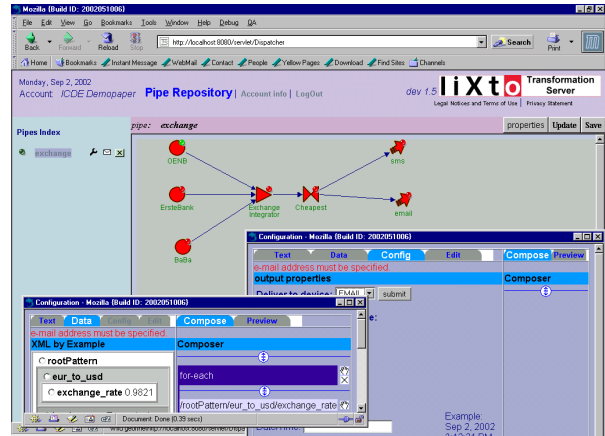 Mozilla {Build ID: 2002051006}
File Edit View Go Bookmarks Tools Window Help Debug QA
Back Forward Reload Stop http://localhost:8080/servlet/Dispatcher Search Print
Home Bookmarks Instant Message WebMail Contact People Yellow Pages Download Find Sites Channels
Monday, Sep 2, 2002
Account: ICDE Demopaper Pipe Repository | Account info | LogOut
dev 1.5 liXto Transformation Server
Legal Notices and Terms of Use | Privacy Statement
Pipes Index
pipe: exchange
properties Update Save
exchange
OENB
sms
ErsteBank
Exchange Integrator
Cheapest
email
BaBa
Configuration - Mozilla {Build ID: 2002051006}
Text Data Config Edit Compose Preview
e-mail address must be specified.
output properties Composer
Deliver to device: EMAIL submit
e:
Example:
Sep 2, 2002
Configuration - Mozilla {Build ID: 2002051006}
Text Data Config Edit Compose Preview
e-mail address must be specified.
XML by Example Composer
rootPattern
eur_to_usd
for-each
exchange_rate 0.9821
/rootPattern/eur_to_usd/exchange_rate
Document: Done (0.39 secs)